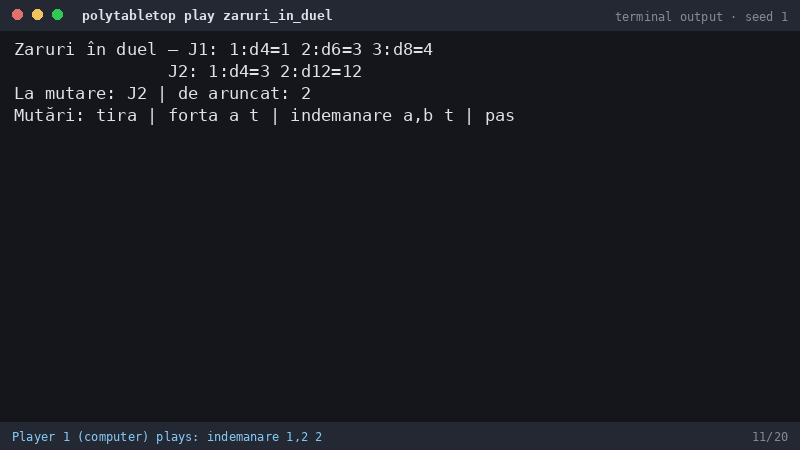 polytabletop play zaruri_in_duel
terminal output · seed 1
Zaruri în duel — J1: 1:d4=1 2:d6=3 3:d8=4
J2: 1:d4=3 2:d12=12
La mutare: J2 | de aruncat: 2
Mutări: tira | forta a t | indemanare a,b t | pas
Player 1 (computer) plays: indemanare 1,2 2
11/20